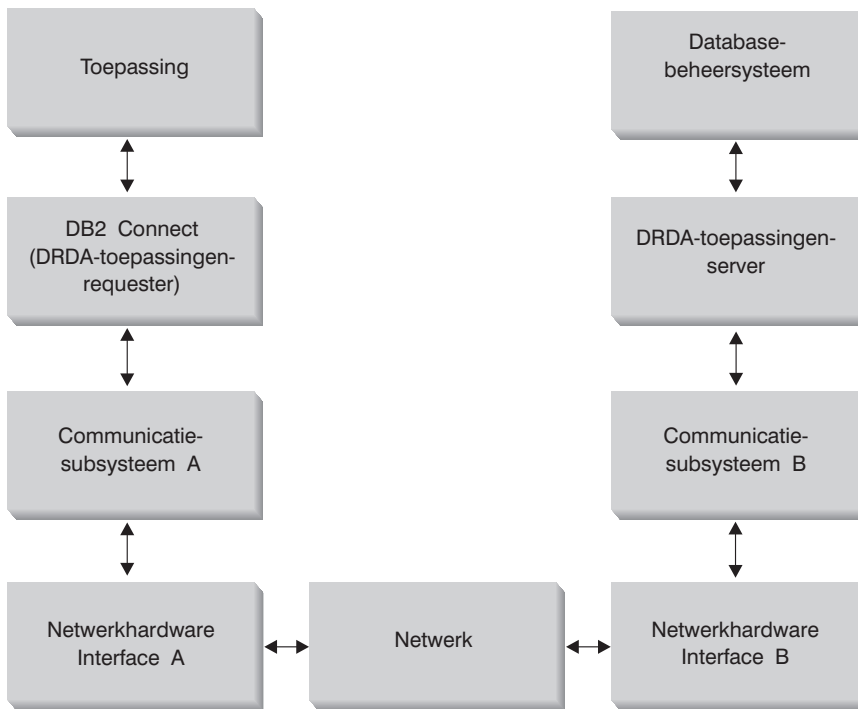 Toepassing
Database-
beheersysteem
DB2 Connect
(DRDA-toepassingen-
requester)
DRDA-toepassingen-
server
Communicatie-
subsysteem A
Communicatie-
subsysteem B
Netwerkhardware
Interface A
Netwerk
Netwerkhardware
Interface B